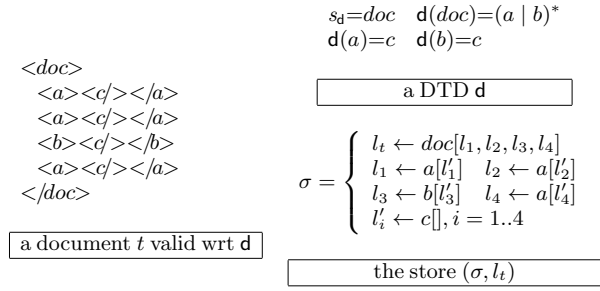 <doc>
<a><c/></a>
<a><c/></a>
<b><c/></b>
<a><c/></a>
</doc>
a document t valid wrt d
s_d=doc d(doc)=(a | b)*
d(a)=c d(b)=c
a DTD d
σ = {
l_t ← doc[l_1, l_2, l_3, l_4]
l_1 ← a[l'_1] l_2 ← a[l'_2]
l_3 ← b[l'_3] l_4 ← a[l'_4]
l'_i ← c[], i = 1..4
the store (σ, l_t)